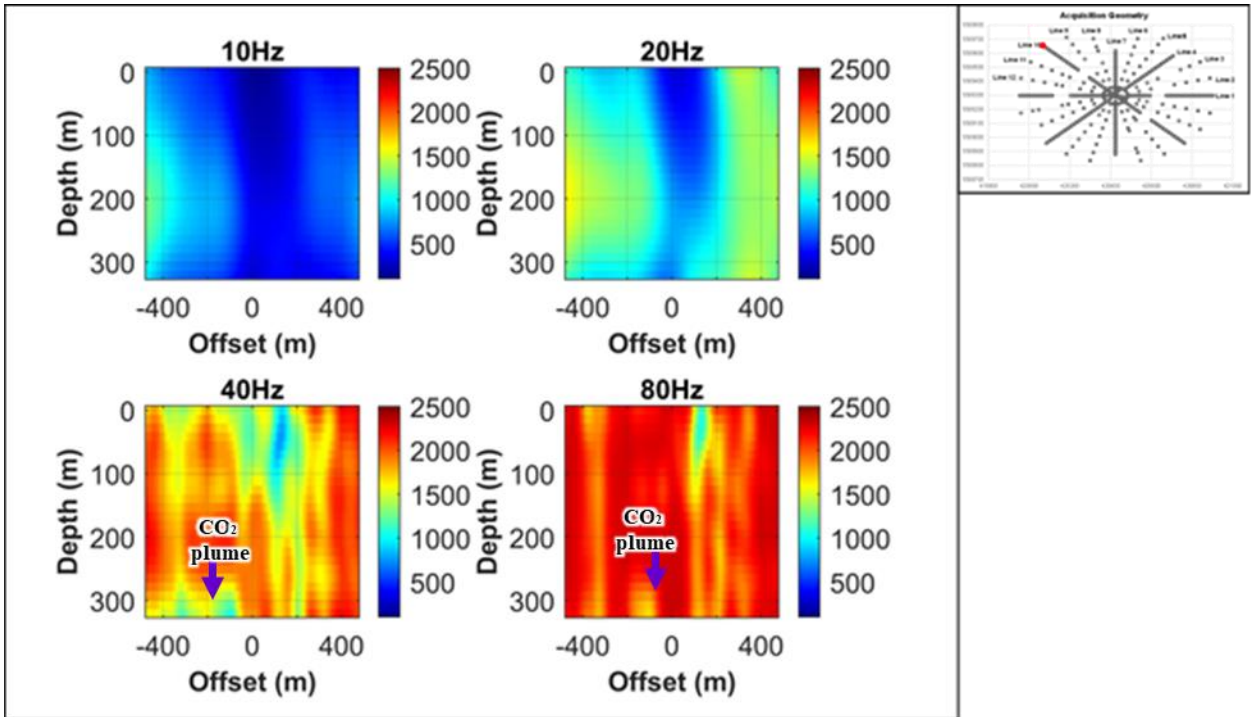 10Hz
0
100
200
300
Depth (m)
-400 0 400
Offset (m)
2500
2000
1500
1000
500
20Hz
0
100
200
300
Depth (m)
-400 0 400
Offset (m)
2500
2000
1500
1000
500
40Hz
0
100
200
300
Depth (m)
CO₂
plume
-400 0 400
Offset (m)
2500
2000
1500
1000
500
80Hz
0
100
200
300
Depth (m)
CO₂
plume
-400 0 400
Offset (m)
2500
2000
1500
1000
500
Acquisition Geometry
Line 7
Line 4
Line 3
Line 2
Line 1
Line 11
Line 12